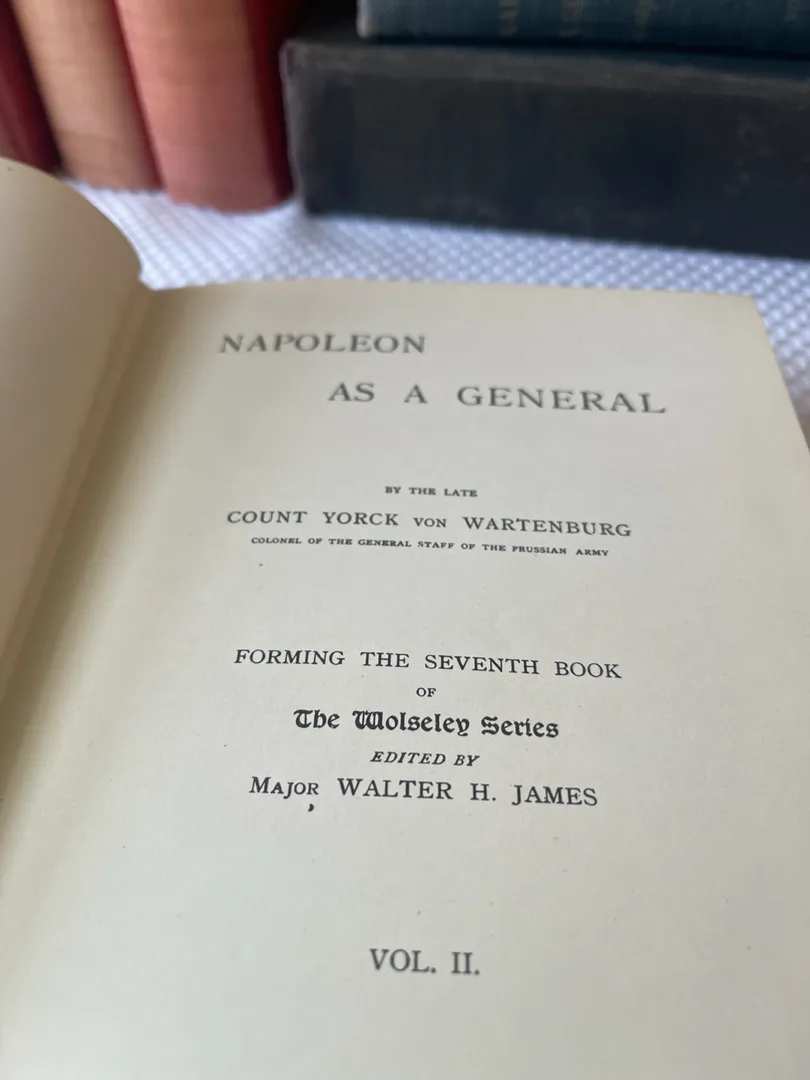 NAPOLEON
AS A GENERAL
BY THE LATE
COUNT YORCK VON WARTENBURG
COLONEL OF THE GENERAL STAFF OF THE PRUSSIAN ARMY
FORMING THE SEVENTH BOOK
OF
The Wolseley Series
EDITED BY
MAJOR WALTER H. JAMES
VOL. II.